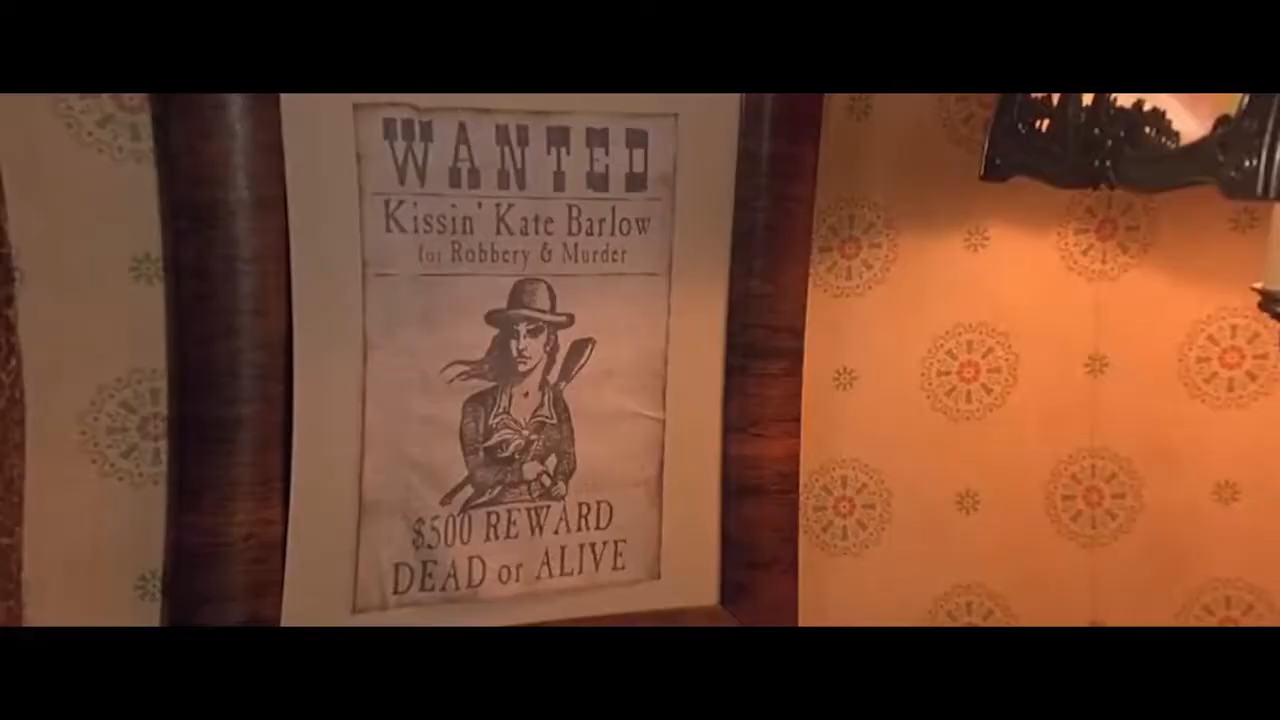 WANTED
Kissin' Kate Barlow
for Robbery & Murder
$500 REWARD
DEAD or ALIVE